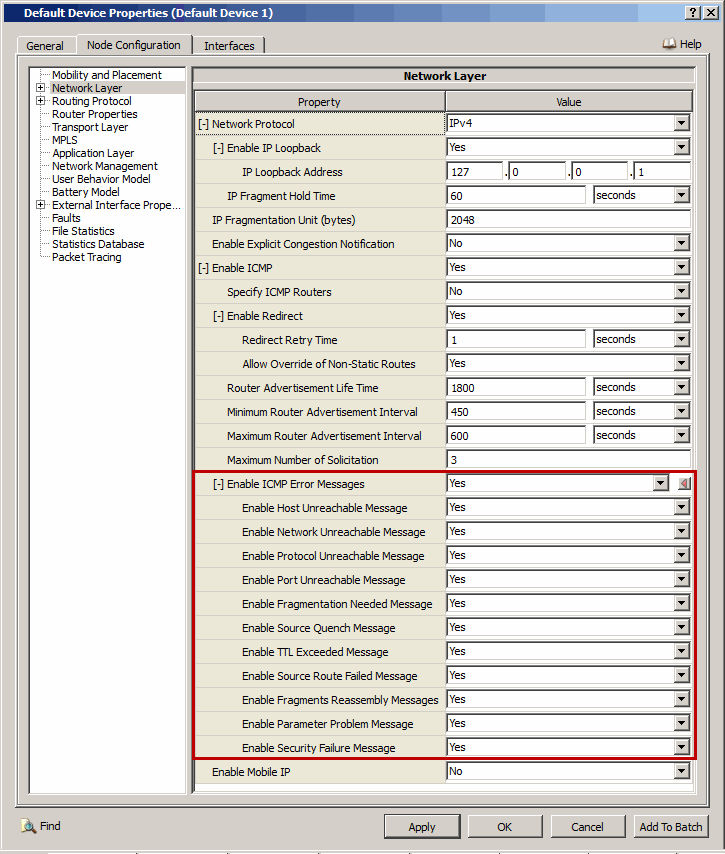 Default Device Properties (Default Device 1)
General Node Configuration Interfaces Help
Mobility and Placement
Network Layer
Routing Protocol
Router Properties
Transport Layer
MPLS
Application Layer
Network Management
User Behavior Model
Battery Model
External Interface Prope...
Faults
File Statistics
Statistics Database
Packet Tracing
Network Layer
Property Value
[-] Network Protocol IPv4
[-] Enable IP Loopback Yes
IP Loopback Address 127 . 0 . 0 . 1
IP Fragment Hold Time 60 seconds
IP Fragmentation Unit (bytes) 2048
Enable Explicit Congestion Notification No
[-] Enable ICMP Yes
Specify ICMP Routers No
[-] Enable Redirect Yes
Redirect Retry Time 1 seconds
Allow Override of Non-Static Routes Yes
Router Advertisement Life Time 1800 seconds
Minimum Router Advertisement Interval 450 seconds
Maximum Router Advertisement Interval 600 seconds
Maximum Number of Solicitation 3
[-] Enable ICMP Error Messages Yes
Enable Host Unreachable Message Yes
Enable Network Unreachable Message Yes
Enable Protocol Unreachable Message Yes
Enable Port Unreachable Message Yes
Enable Fragmentation Needed Message Yes
Enable Source Quench Message Yes
Enable TTL Exceeded Message Yes
Enable Source Route Failed Message Yes
Enable Fragments Reassembly Messages Yes
Enable Parameter Problem Message Yes
Enable Security Failure Message Yes
Enable Mobile IP No
Find Apply OK Cancel Add To Batch